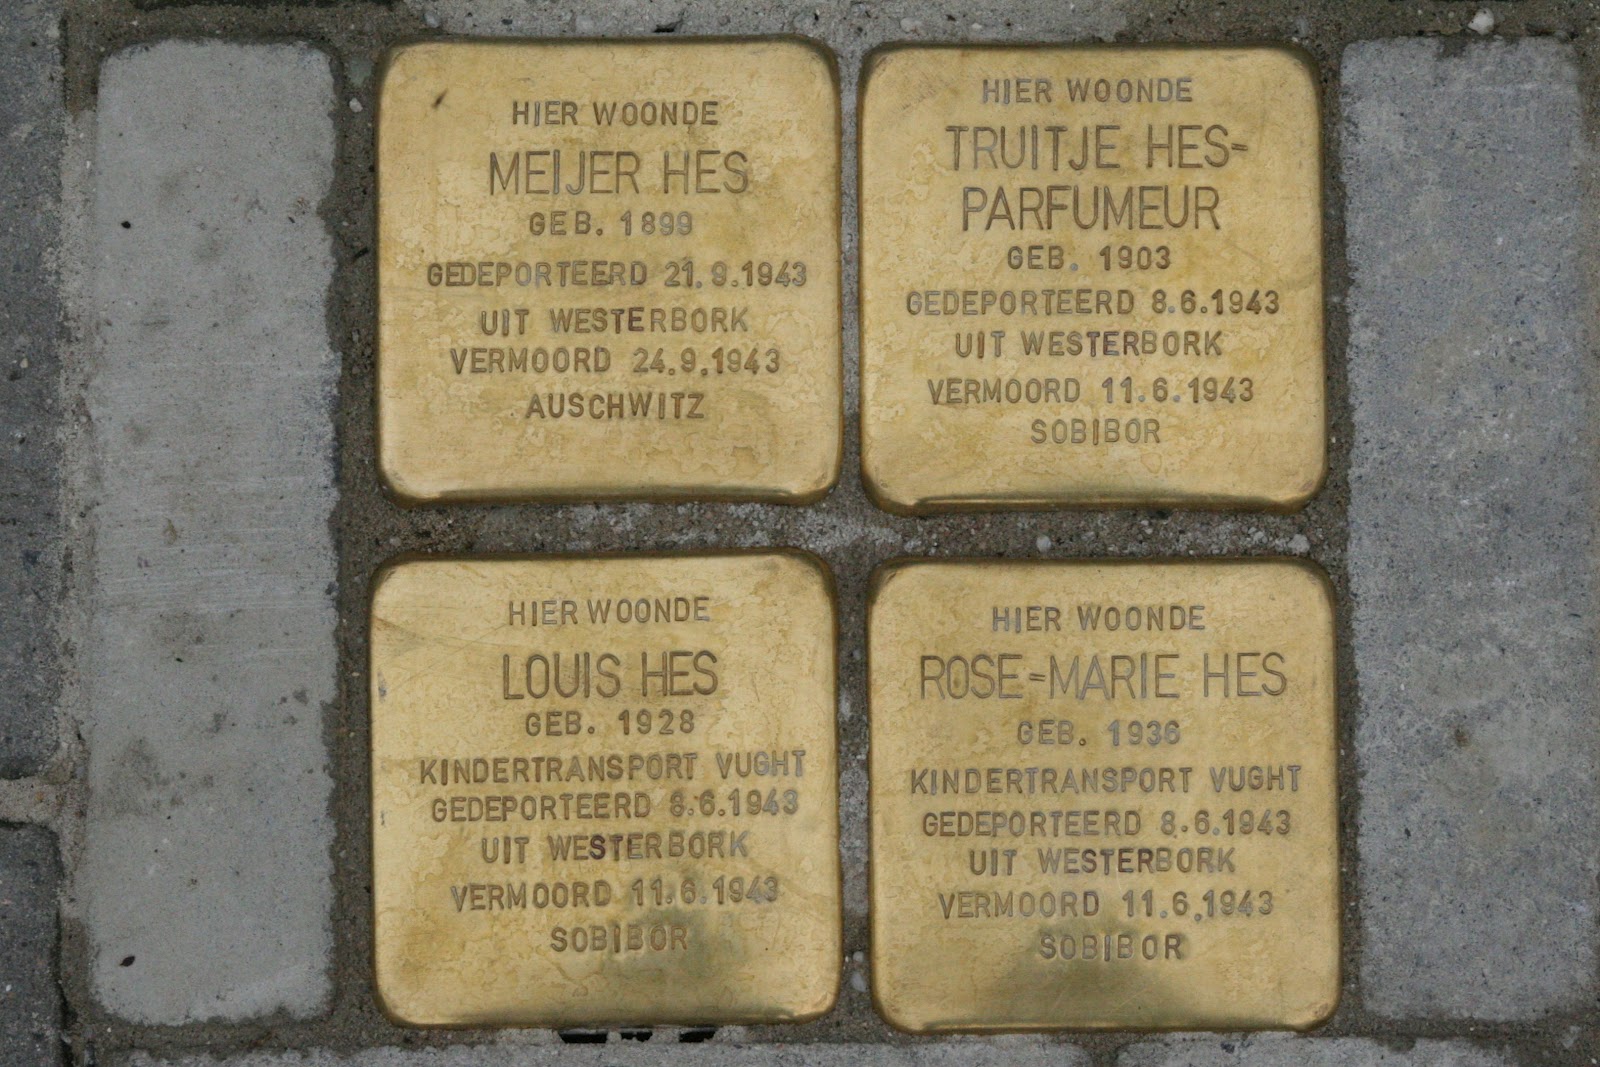 HIER WOONDE
MEIJER HES
GEB. 1899
GEDEPORTEERD 21.9.1943
UIT WESTERBORK
VERMOORD 24.9.1943
AUSCHWITZ
HIER WOONDE
TRUITJE HES-
PARFUMEUR
GEB. 1903
GEDEPORTEERD 8.6.1943
UIT WESTERBORK
VERMOORD 11.6.1943
SOBIBOR
HIER WOONDE
LOUIS HES
GEB. 1928
KINDERTRANSPORT VUGHT
GEDEPORTEERD 8.6.1943
UIT WESTERBORK
VERMOORD 11.6.1943
SOBIBOR
HIER WOONDE
ROSE-MARIE HES
GEB. 1936
KINDERTRANSPORT VUGHT
GEDEPORTEERD 8.6.1943
UIT WESTERBORK
VERMOORD 11.6.1943
SOBIBOR